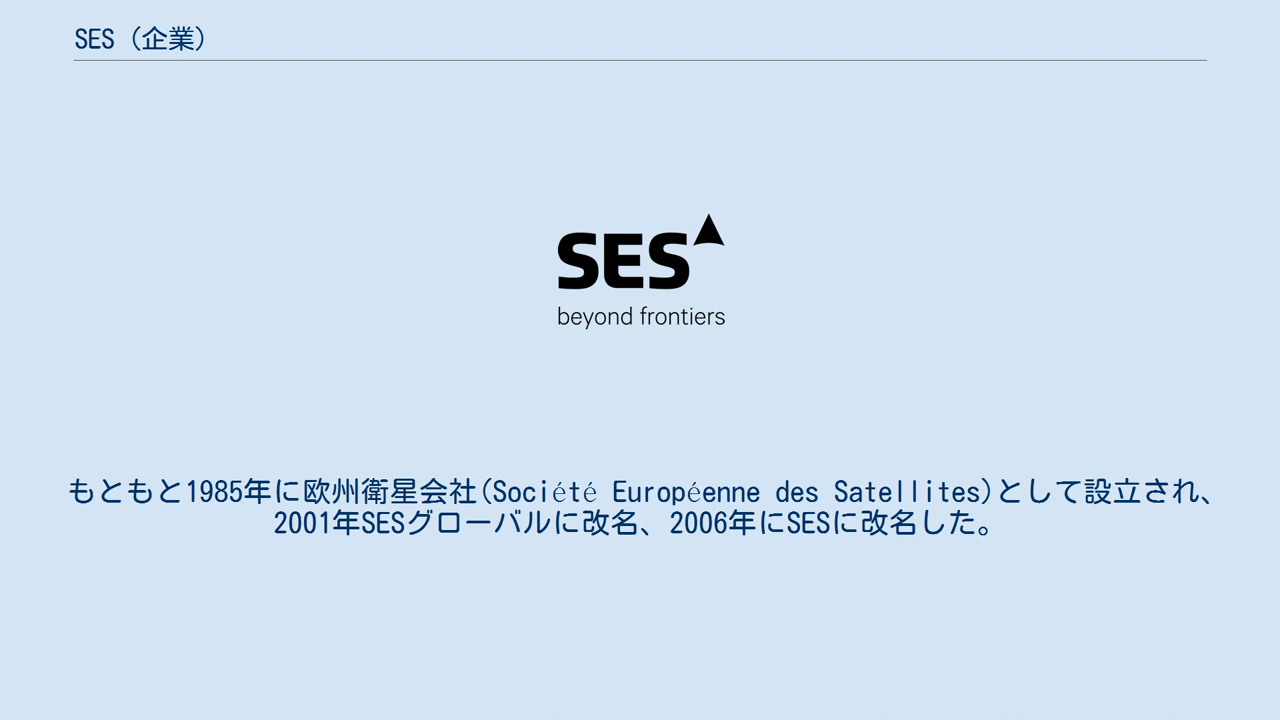 SES（企業）
SES
beyond frontiers
もともと1985年に欧州衛星会社(Société Européenne des Satellites)として設立され、
2001年SESグローバルに改名、2006年にSESに改名した。